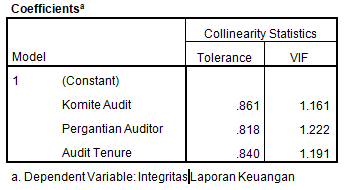 Coefficientsa
Collinearity Statistics
Model Tolerance VIF
1 (Constant)
Komite Audit .861 1.161
Pergantian Auditor .818 1.222
Audit Tenure .840 1.191
a. Dependent Variable: Integritas Laporan Keuangan